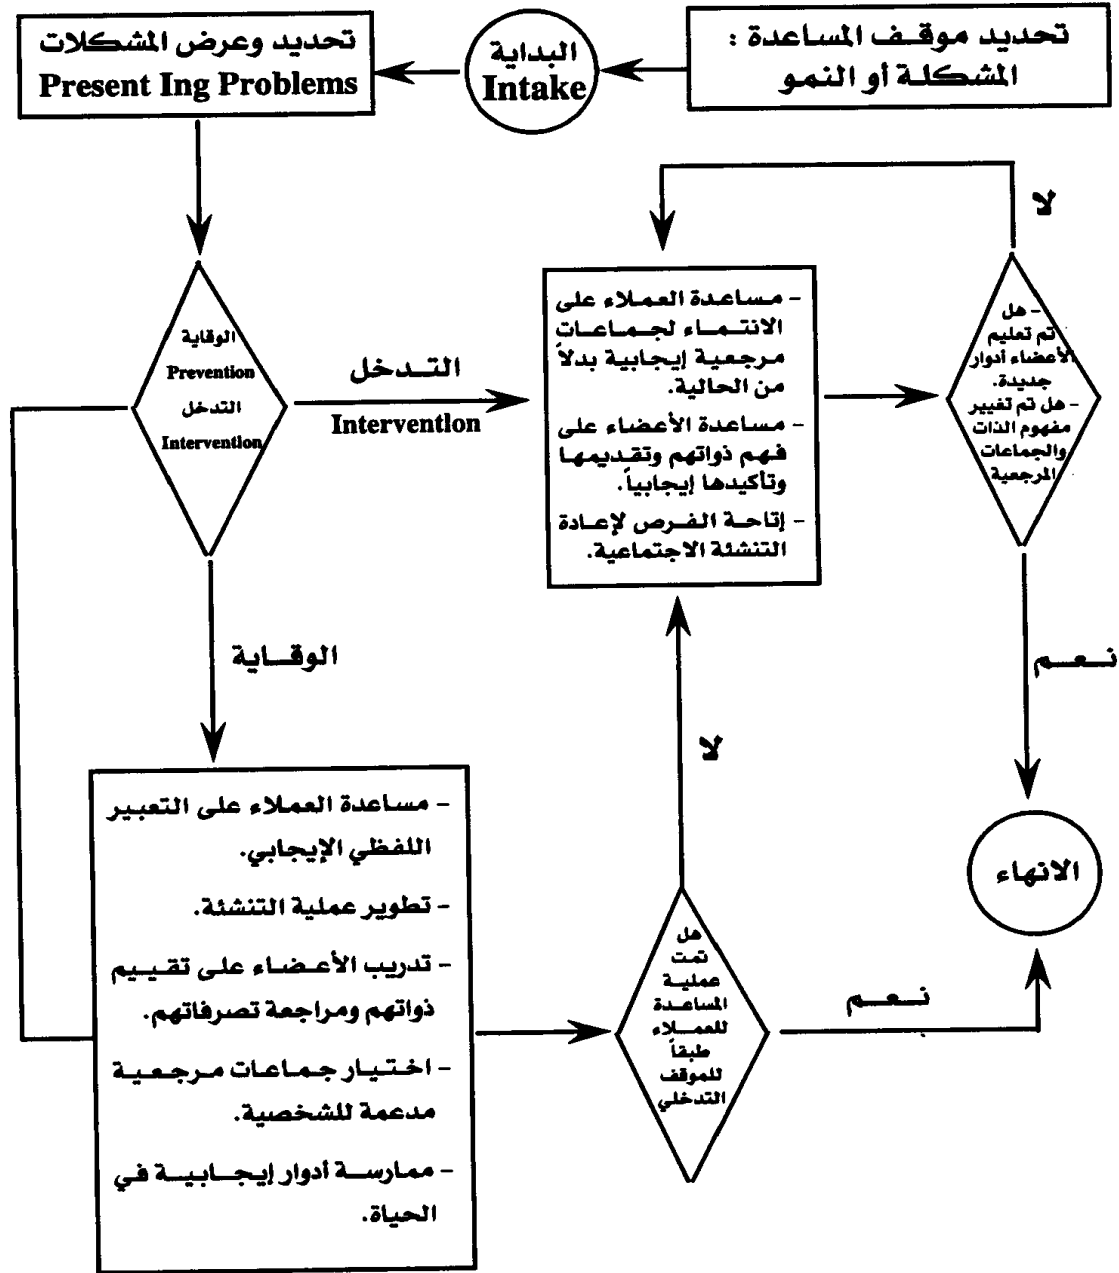 تحديد موقف المساعدة :
المشكلة أو النمو
البداية
Intake
تحديد وعرض المشكلات
Present Ing Problems
لا
- هل
تم تعليم
الأعضاء أدوار
جديدة.
- هل تم تغيير
مفهوم الذات
والجماعات
المرجعية
- مساعدة العملاء على
الانتماء لجماعات
مرجعية إيجابية بدلاً
من الحالية.
- مساعدة الأعضاء على
فهم ذواتهم وتقديمها
وتأكيدها إيجابياً.
- إتاحة الفرص لإعادة
التنشئة الاجتماعية.
التدخل
Intervention
الوقاية
Prevention
التدخل
Intervention
نعم
الوقاية
لا
- مساعدة العملاء على التعبير
اللفظي الإيجابي.
- تطوير عملية التنشئة.
- تدريب الأعضاء على تقييم
ذواتهم ومراجعة تصرفاتهم.
- اختيار جماعات مرجعية
مدعمة للشخصية.
- ممارسة أدوار إيجابية في
الحياة.
هل
تمت
عملية
المساعدة
للعملاء
طبقاً
للموقف
التدخلي
نعم
الانهاء